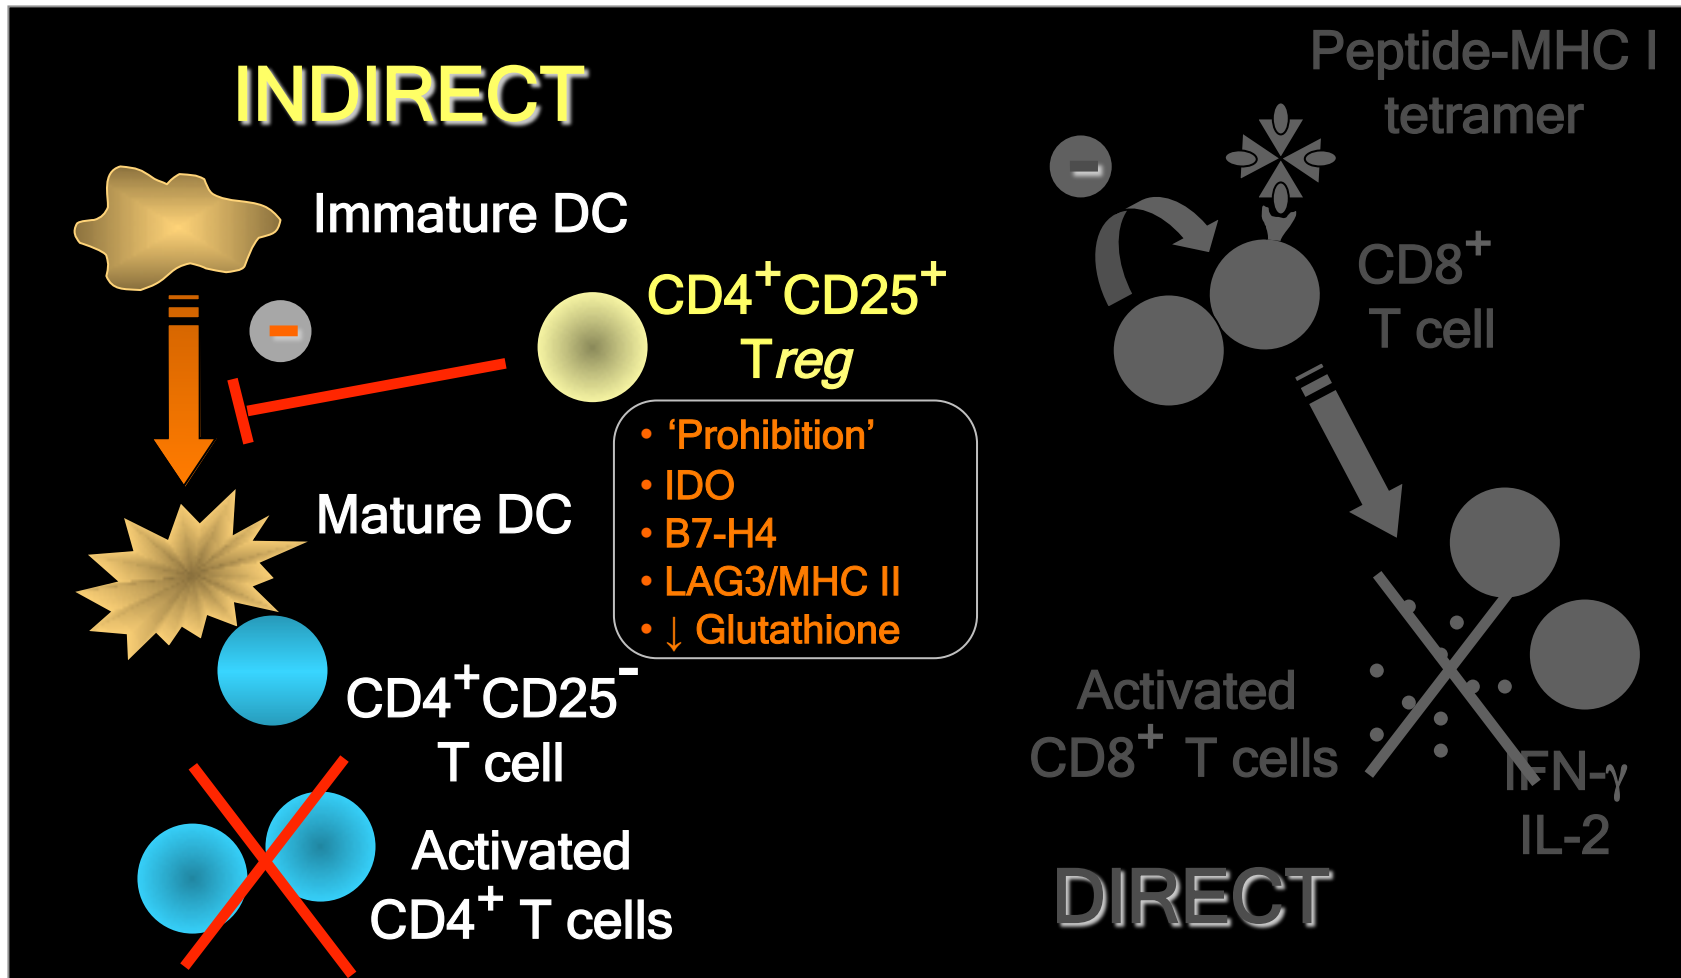 INDIRECT
Immature DC
CD4⁺CD25⁺
Treg
-
• ‘Prohibition’
• IDO
• B7-H4
• LAG3/MHC II
• ↓ Glutathione
Mature DC
CD4⁺CD25⁻
T cell
Activated
CD4⁺ T cells
Peptide-MHC I
tetramer
-
CD8⁺
T cell
Activated
CD8⁺ T cells
IFN-γ
IL-2
DIRECT